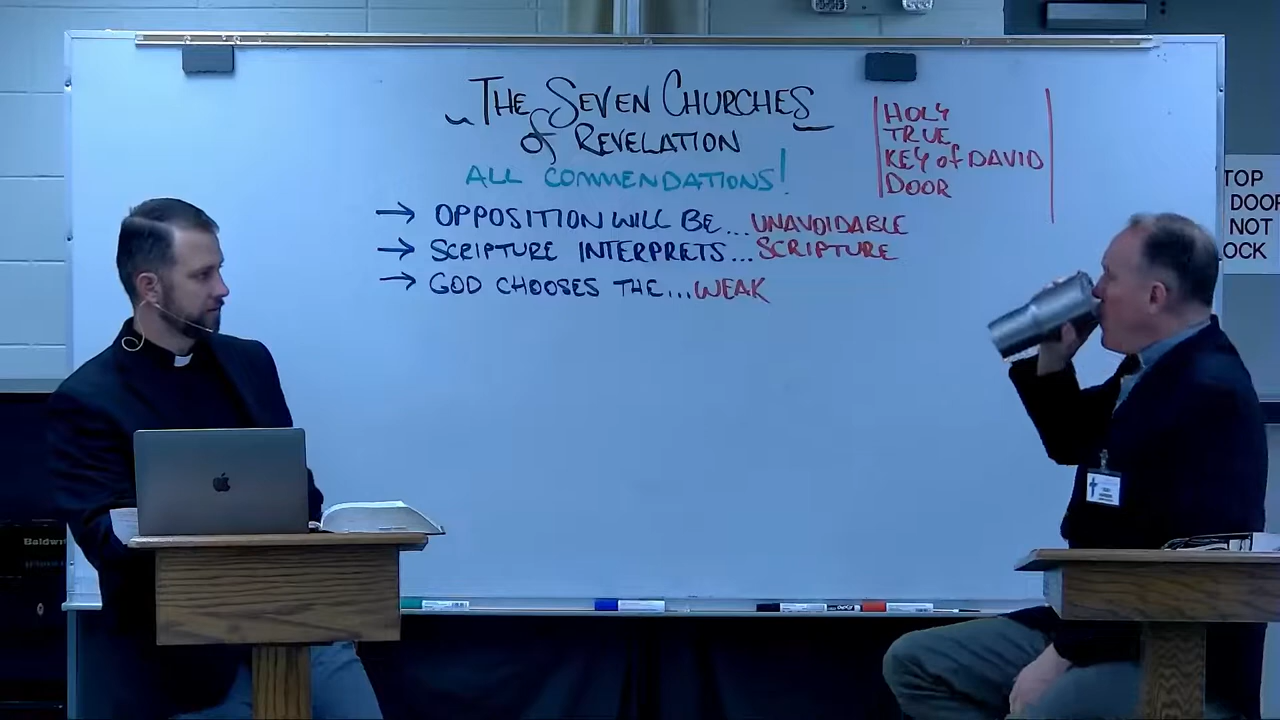 THE SEVEN CHURCHES
of REVELATION
ALL COMMENDATIONS!
→ OPPOSITION WILL BE...UNAVOIDABLE
→ SCRIPTURE INTERPRETS...SCRIPTURE
→ GOD CHOOSES THE...WEAK
HOLY
TRUE
KEY of DAVID
DOOR
TOP
DOOR
NOT
OCK
Baldwi